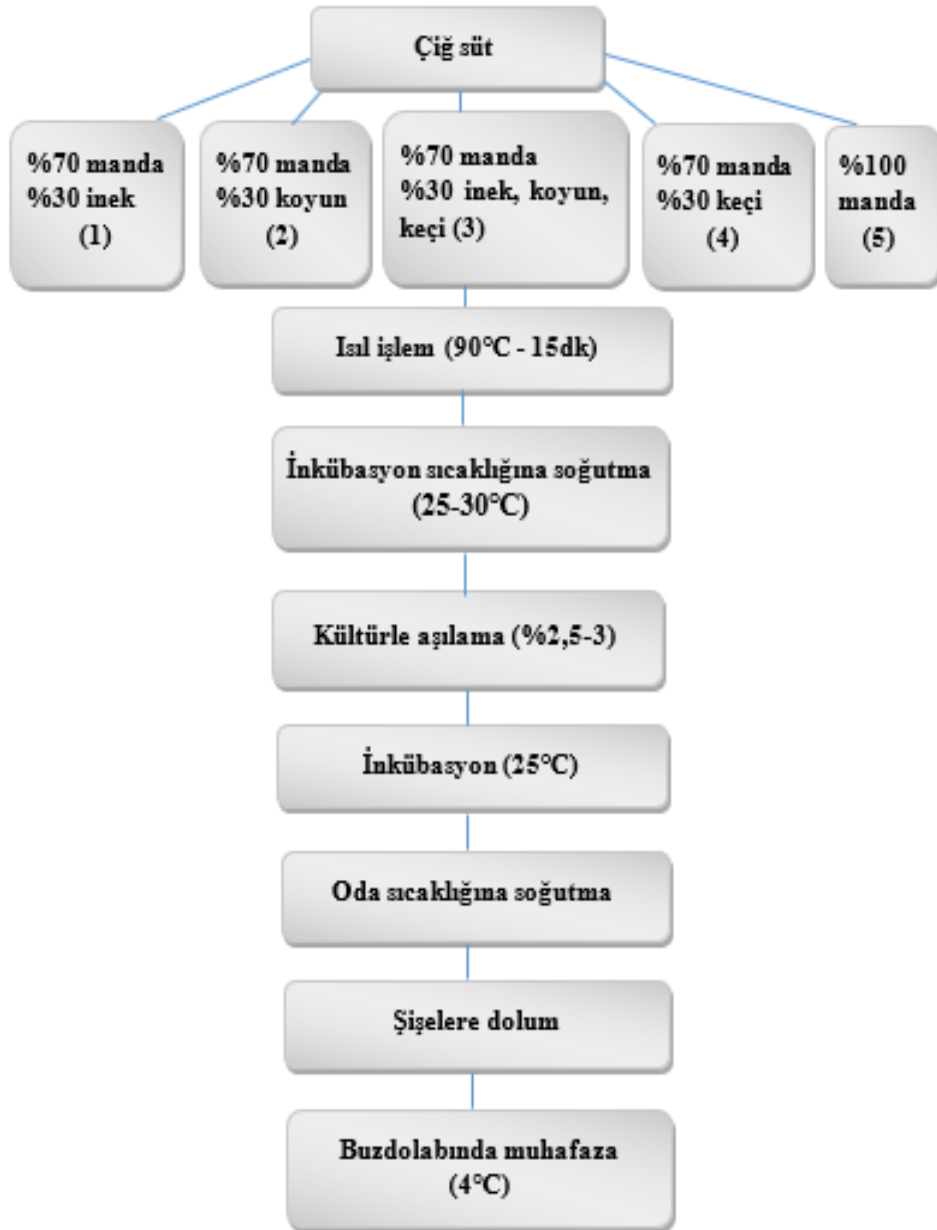 Çiğ süt
%70 manda
%30 inek
(1)
%70 manda
%30 koyun
(2)
%70 manda
%30 inek, koyun,
keçi (3)
%70 manda
%30 keçi
(4)
%100
manda
(5)
Isıl işlem (90°C - 15dk)
İnkübasyon sıcaklığına soğutma
(25-30°C)
Kültürle aşılama (%2,5-3)
İnkübasyon (25°C)
Oda sıcaklığına soğutma
Şişelere dolum
Buzdolabında muhafaza
(4°C)